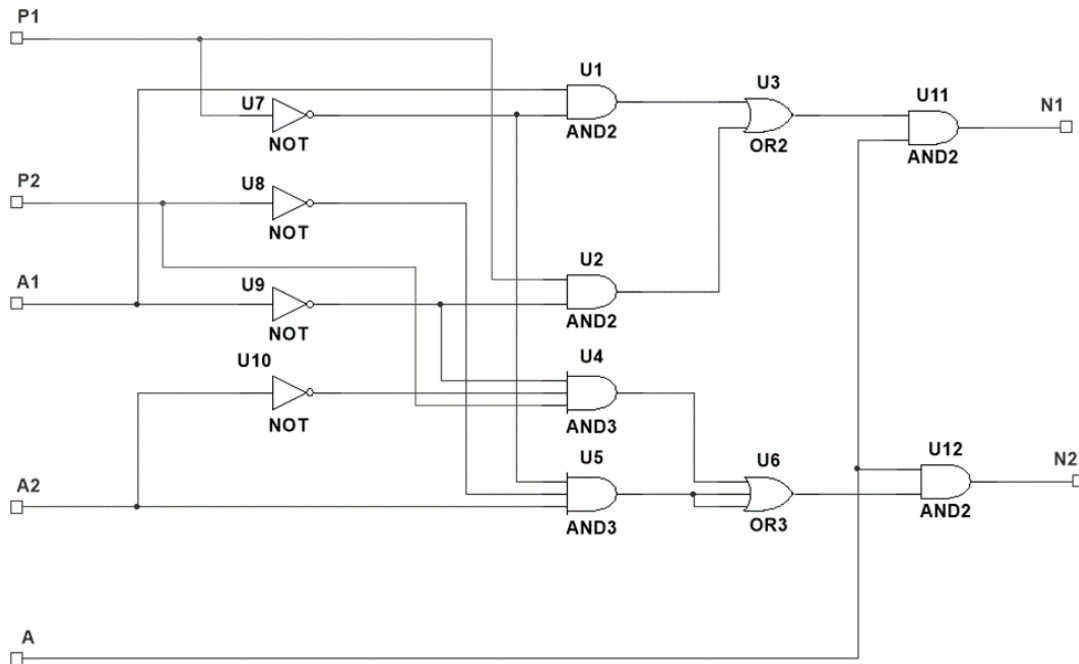 P1
U1
U3
U7
U11
N1
NOT
AND2
OR2
AND2
P2
U8
NOT
A1
U9
U2
NOT
AND2
U10
U4
NOT
AND3
A2
U5
U6
U12
N2
AND3
OR3
AND2
A